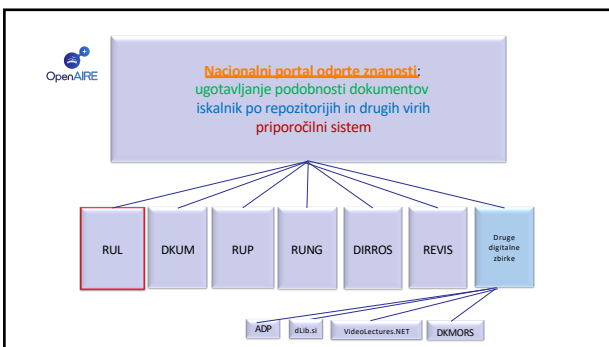 OpenAIRE
Nacionalni portal odprte znanosti:
ugotavljanje podobnosti dokumentov
iskalnik po repozitorijih in drugih virih
priporočilni sistem
RUL
DKUM
RUP
RUNG
DIRROS
REVIS
Druge
digitalne
zbirke
ADP
dLib.si
VideoLectures.NET
DKMORS